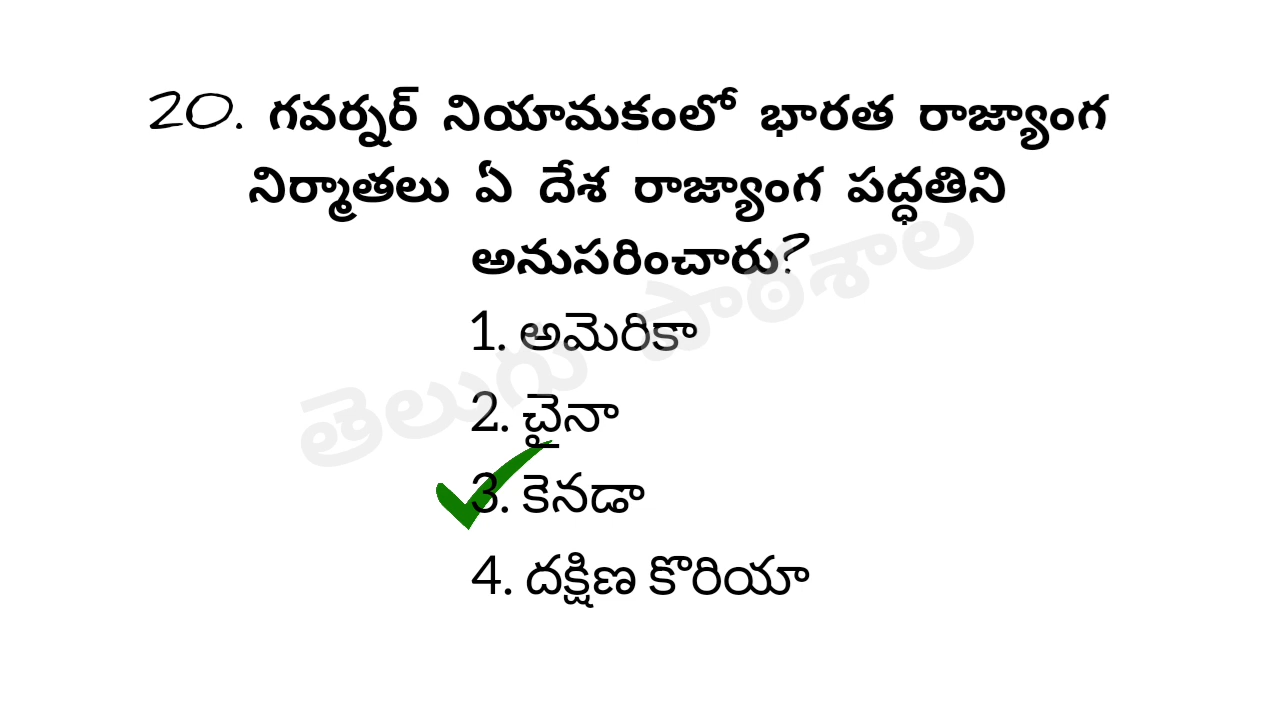 20. గవర్నర్ నియామకంలో భారత రాజ్యాంగ
నిర్మాతలు ఏ దేశ రాజ్యాంగ పద్ధతిని
అనుసరించారు?
1. అమెరికా
2. చైనా
3. కెనడా
4. దక్షిణ కొరియా
తెలుగు పాఠశాల